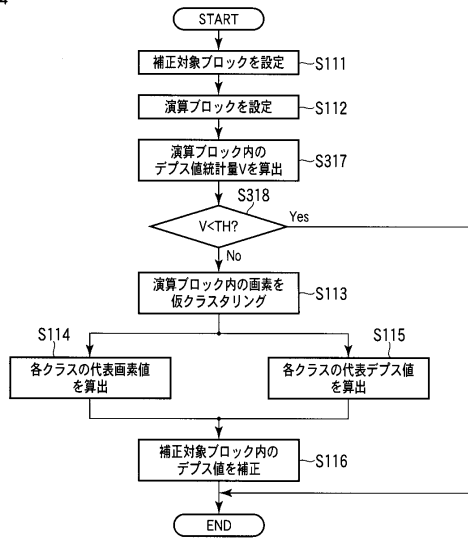 START
補正対象ブロックを設定
S111
演算ブロックを設定
S112
演算ブロック内の
デプス値統計量Vを算出
S317
S318
V<TH?
Yes
No
演算ブロック内の画素を
仮クラスタリング
S113
S114
各クラスの代表画素値
を算出
S115
各クラスの代表デプス値
を算出
補正対象ブロック内の
デプス値を補正
S116
END